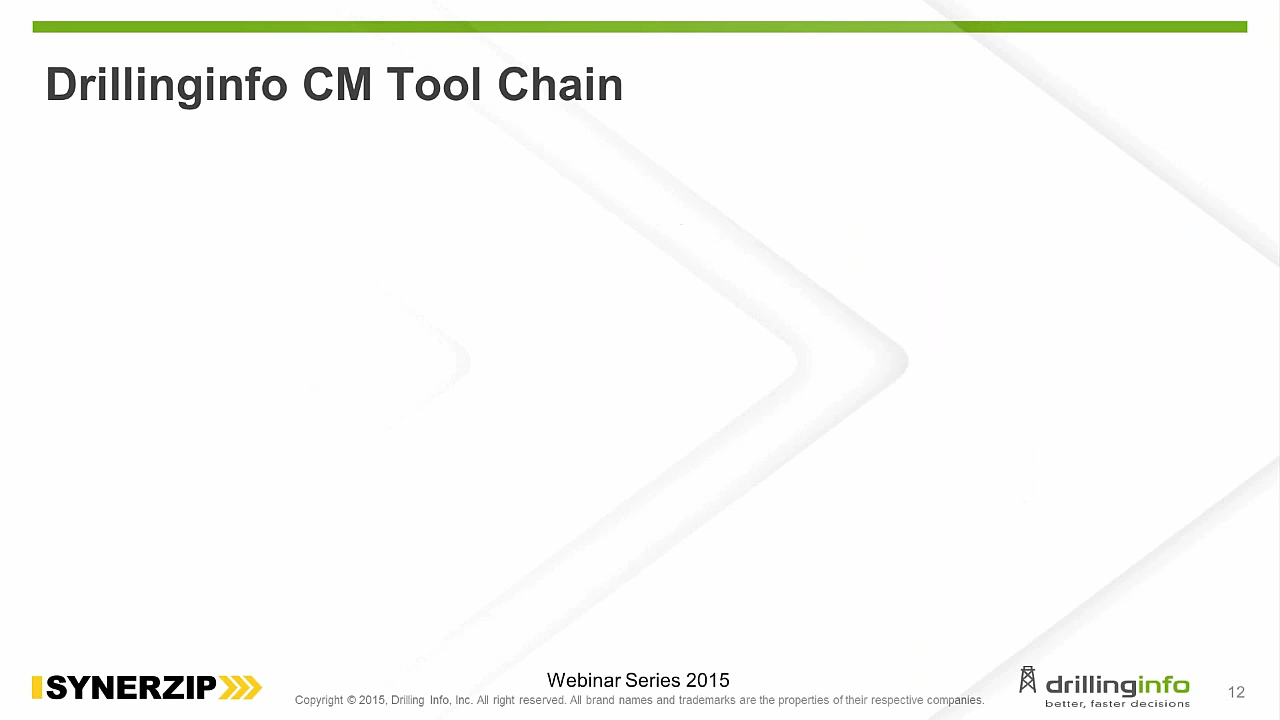 Drillinginfo CM Tool Chain
SYNERZIP
Webinar Series 2015
Copyright © 2015, Drilling Info, Inc. All right reserved. All brand names and trademarks are the properties of their respective companies.
drillinginfo
better, faster decisions
12